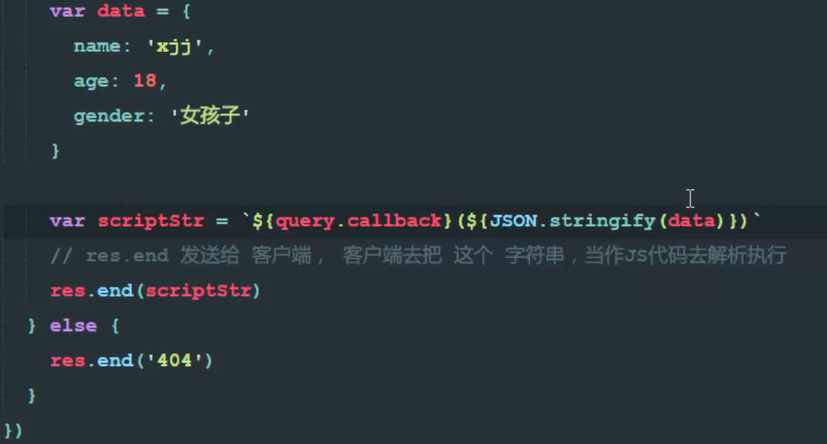 var data = {
name: 'xjj',
age: 18,
gender: '女孩子'
}
var scriptStr = `${query.callback}(${JSON.stringify(data)})`
// res.end 发送给 客户端， 客户端去把 这个 字符串，当作JS代码去解析执行
res.end(scriptStr)
} else {
res.end('404')
}
})